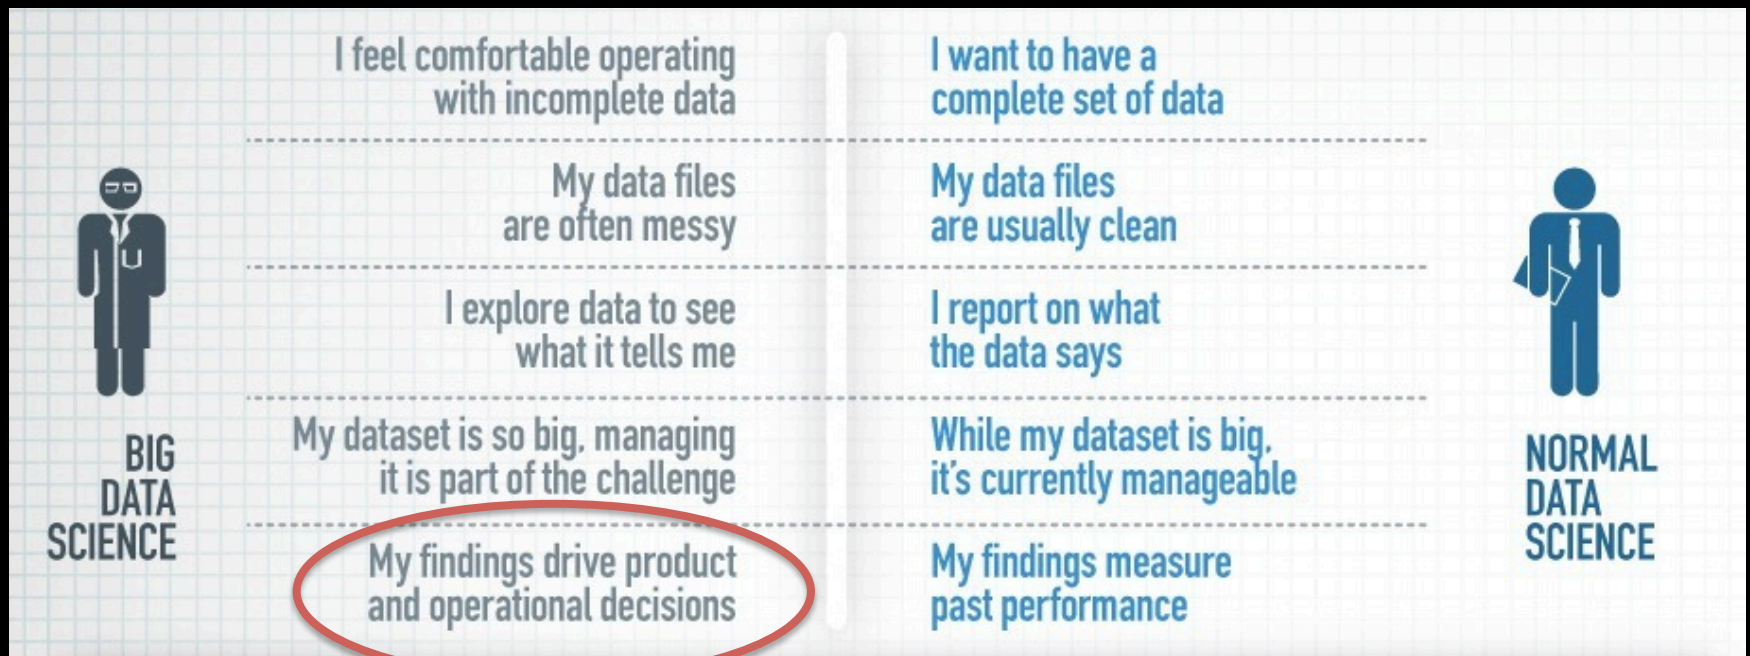 I feel comfortable operating
with incomplete data
I want to have a
complete set of data
My data files
are often messy
My data files
are usually clean
I explore data to see
what it tells me
I report on what
the data says
My dataset is so big, managing
it is part of the challenge
While my dataset is big,
it's currently manageable
My findings drive product
and operational decisions
My findings measure
past performance
BIG
DATA
SCIENCE
NORMAL
DATA
SCIENCE